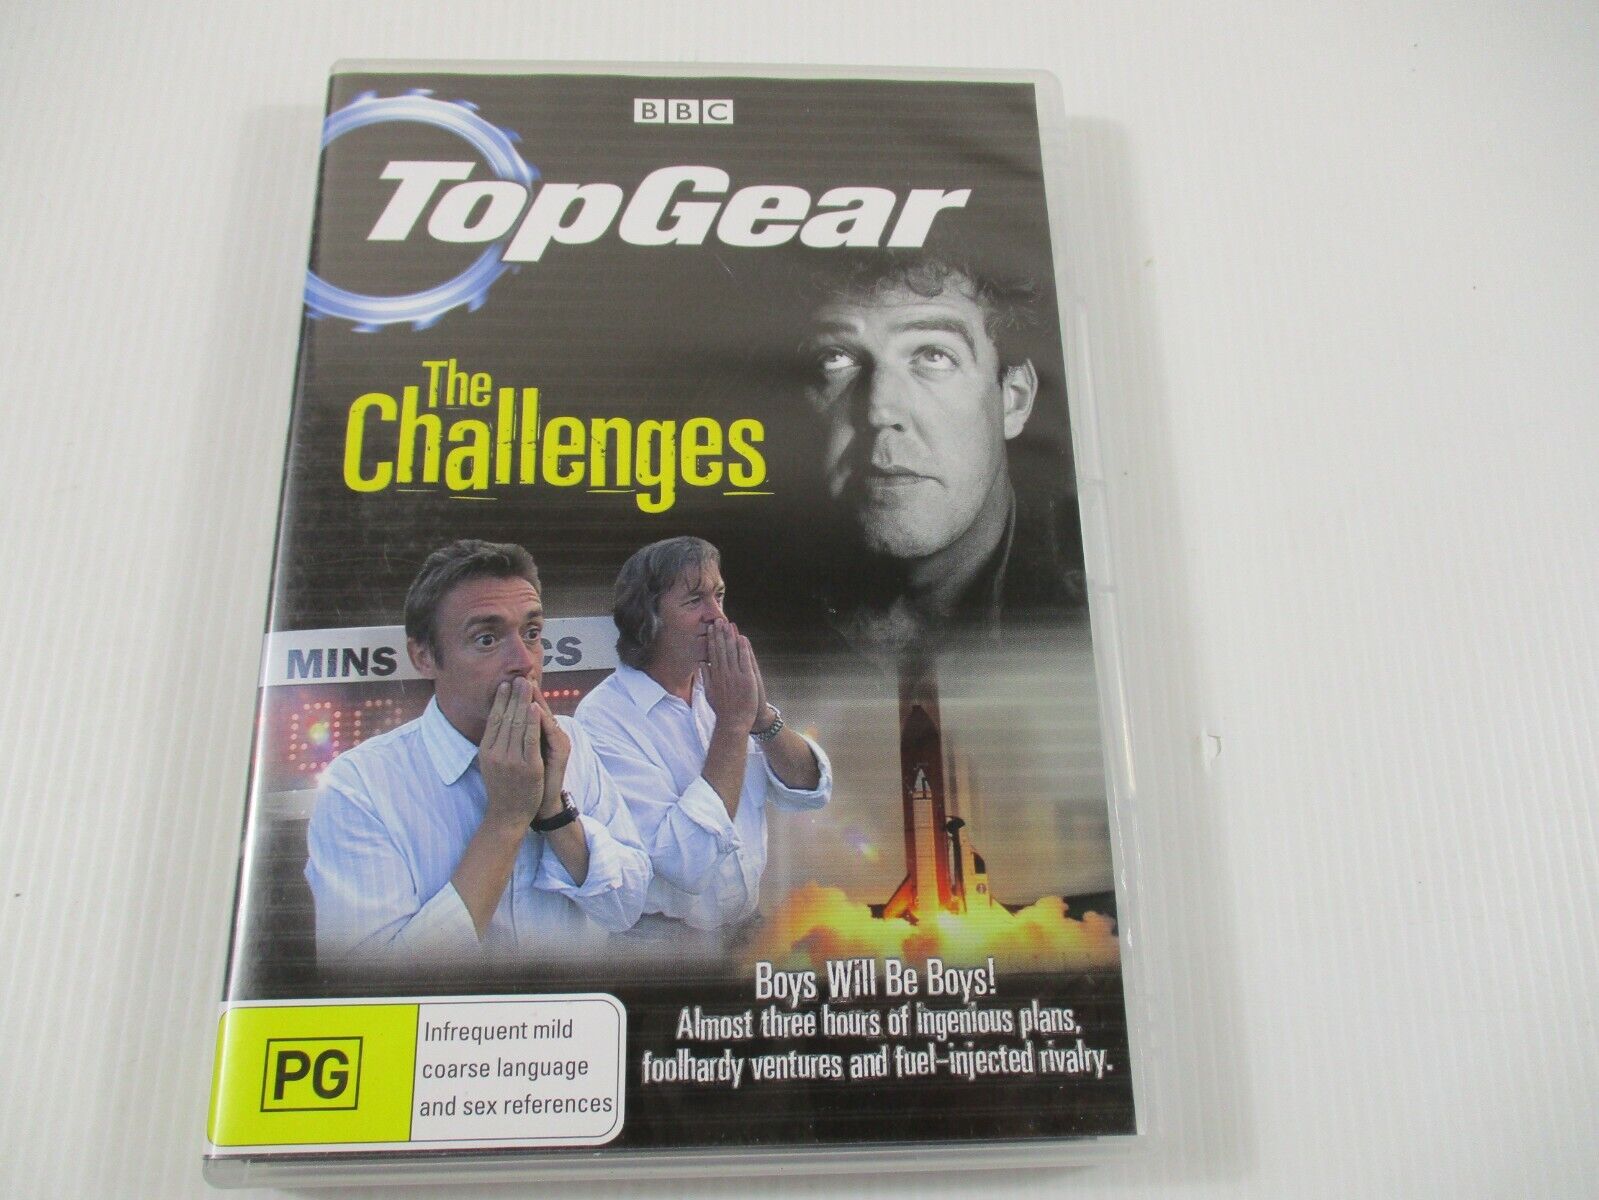 BBC
TopGear
The
Challenges
MINS CS
Boys Will Be Boys!
Almost three hours of ingenious plans,
foolhardy ventures and fuel-injected rivalry.
PG
Infrequent mild
coarse language
and sex references